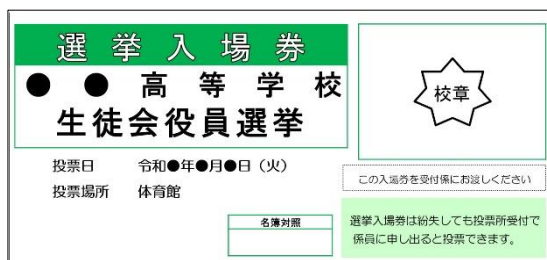 選挙入場券
●●高等学校
生徒会役員選挙
校章
投票日 令和●年●月●日(火)
投票場所 体育館
この入場券を受付係にお渡しください
名簿対照
選挙入場券は紛失しても投票所受付で
係員に申し出ると投票できます。